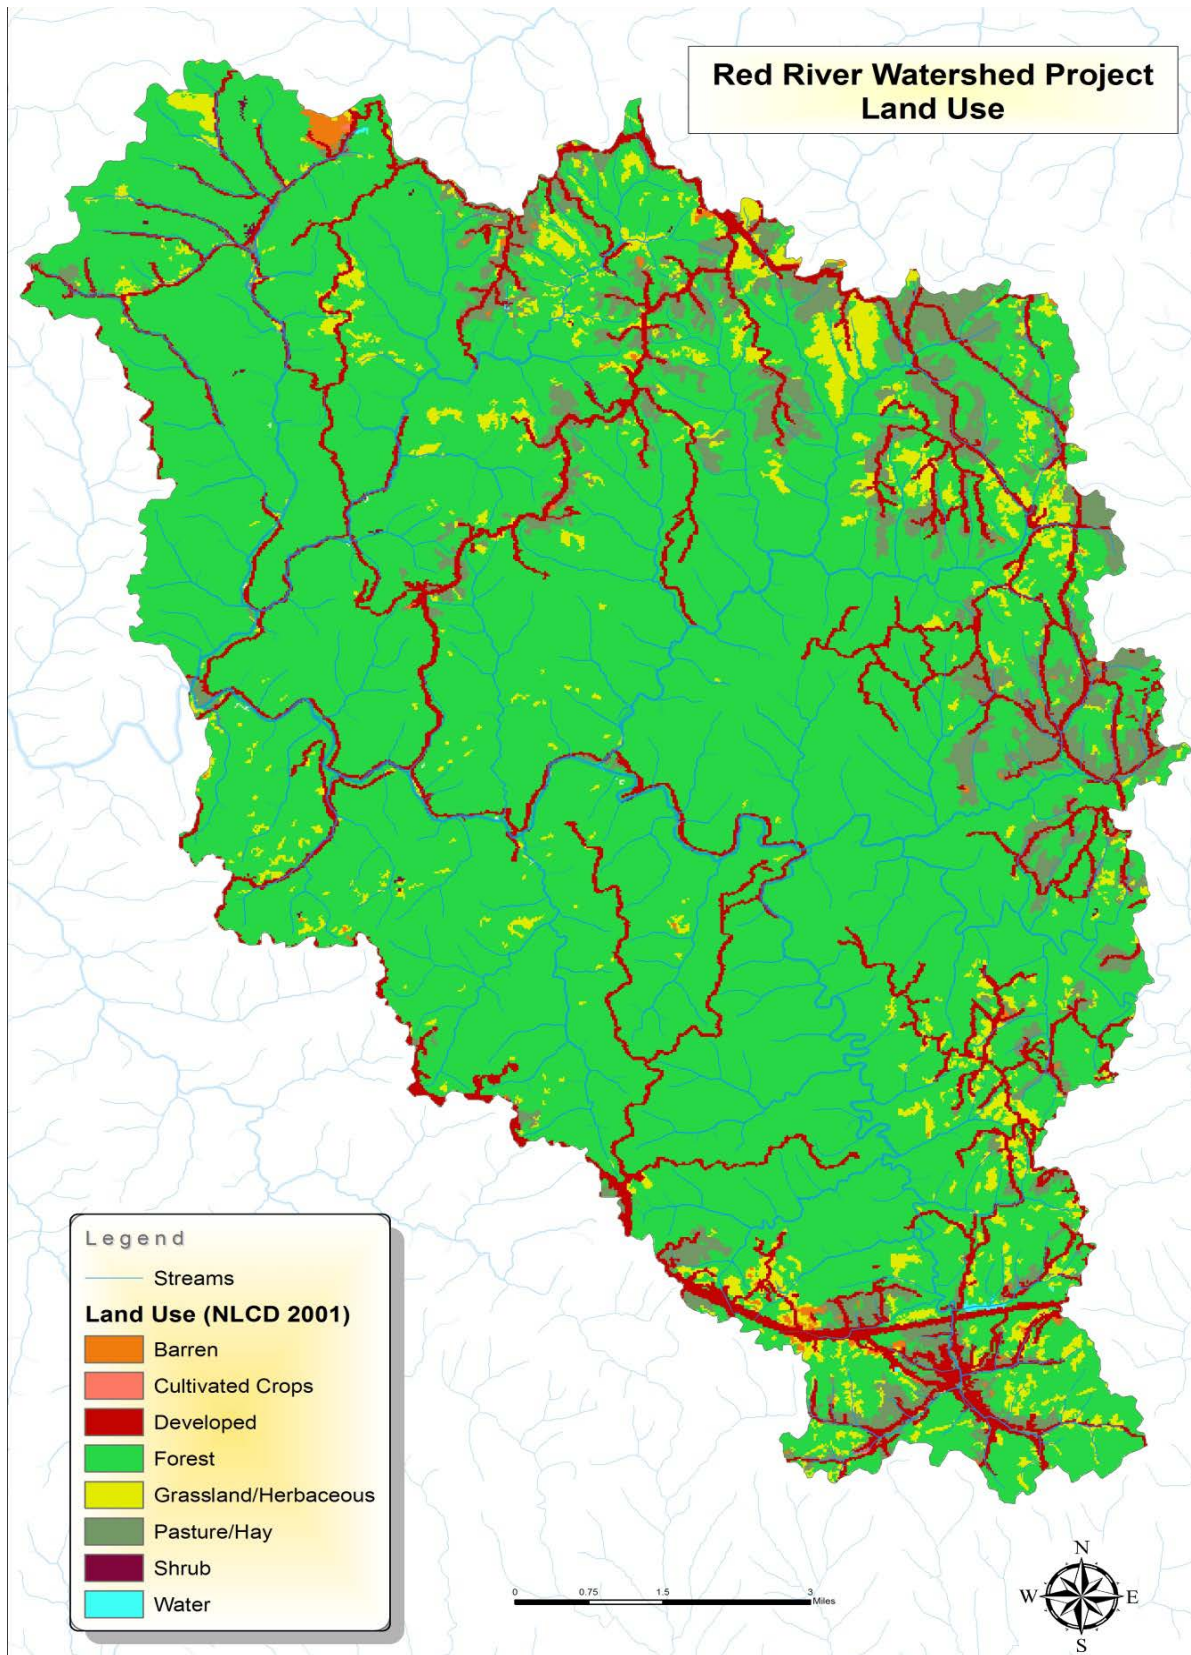 Red River Watershed Project
Land Use
Legend
Streams
Land Use (NLCD 2001)
Barren
Cultivated Crops
Developed
Forest
Grassland/Herbaceous
Pasture/Hay
Shrub
Water
0 0.75 1.5 3
Miles
N
W E
S